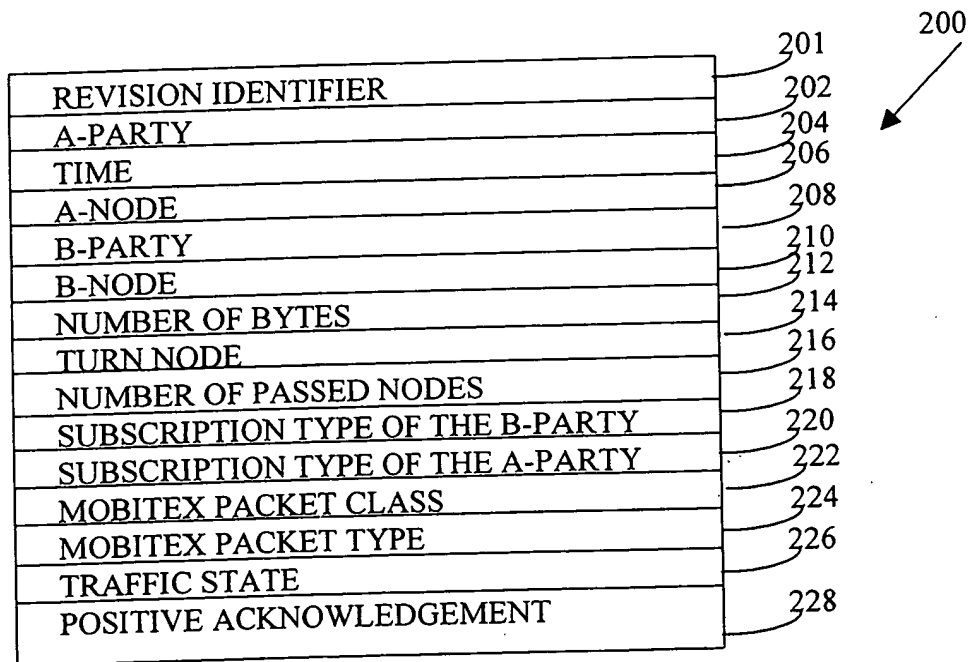 200
REVISION IDENTIFIER 201
A-PARTY 202
TIME 204
A-NODE 206
B-PARTY 208
B-NODE 210
NUMBER OF BYTES 212
TURN NODE 214
NUMBER OF PASSED NODES 216
SUBSCRIPTION TYPE OF THE B-PARTY 218
SUBSCRIPTION TYPE OF THE A-PARTY 220
MOBITEX PACKET CLASS 222
MOBITEX PACKET TYPE 224
TRAFFIC STATE 226
POSITIVE ACKNOWLEDGEMENT 228